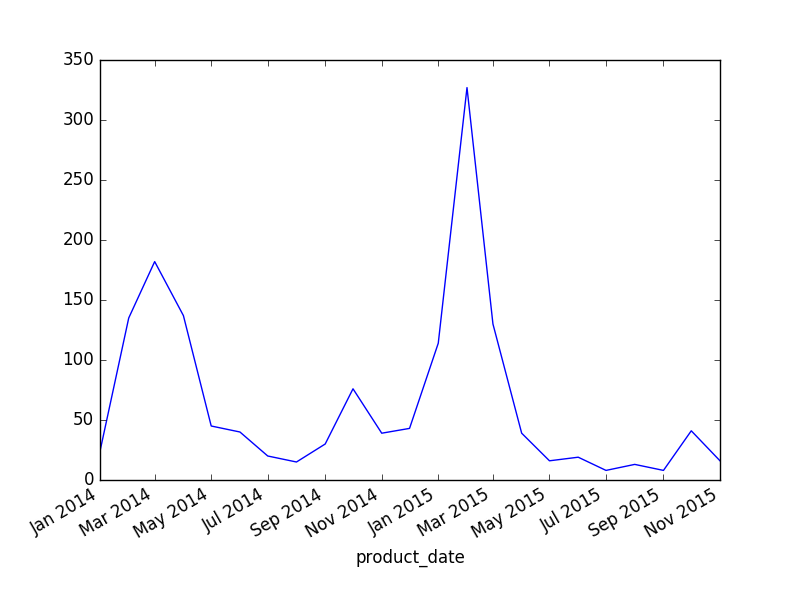 350
300
250
200
150
100
50
0
Jan 2014
Mar 2014
May 2014
Jul 2014
Sep 2014
Nov 2014
Jan 2015
Mar 2015
May 2015
Jul 2015
Sep 2015
Nov 2015
product_date